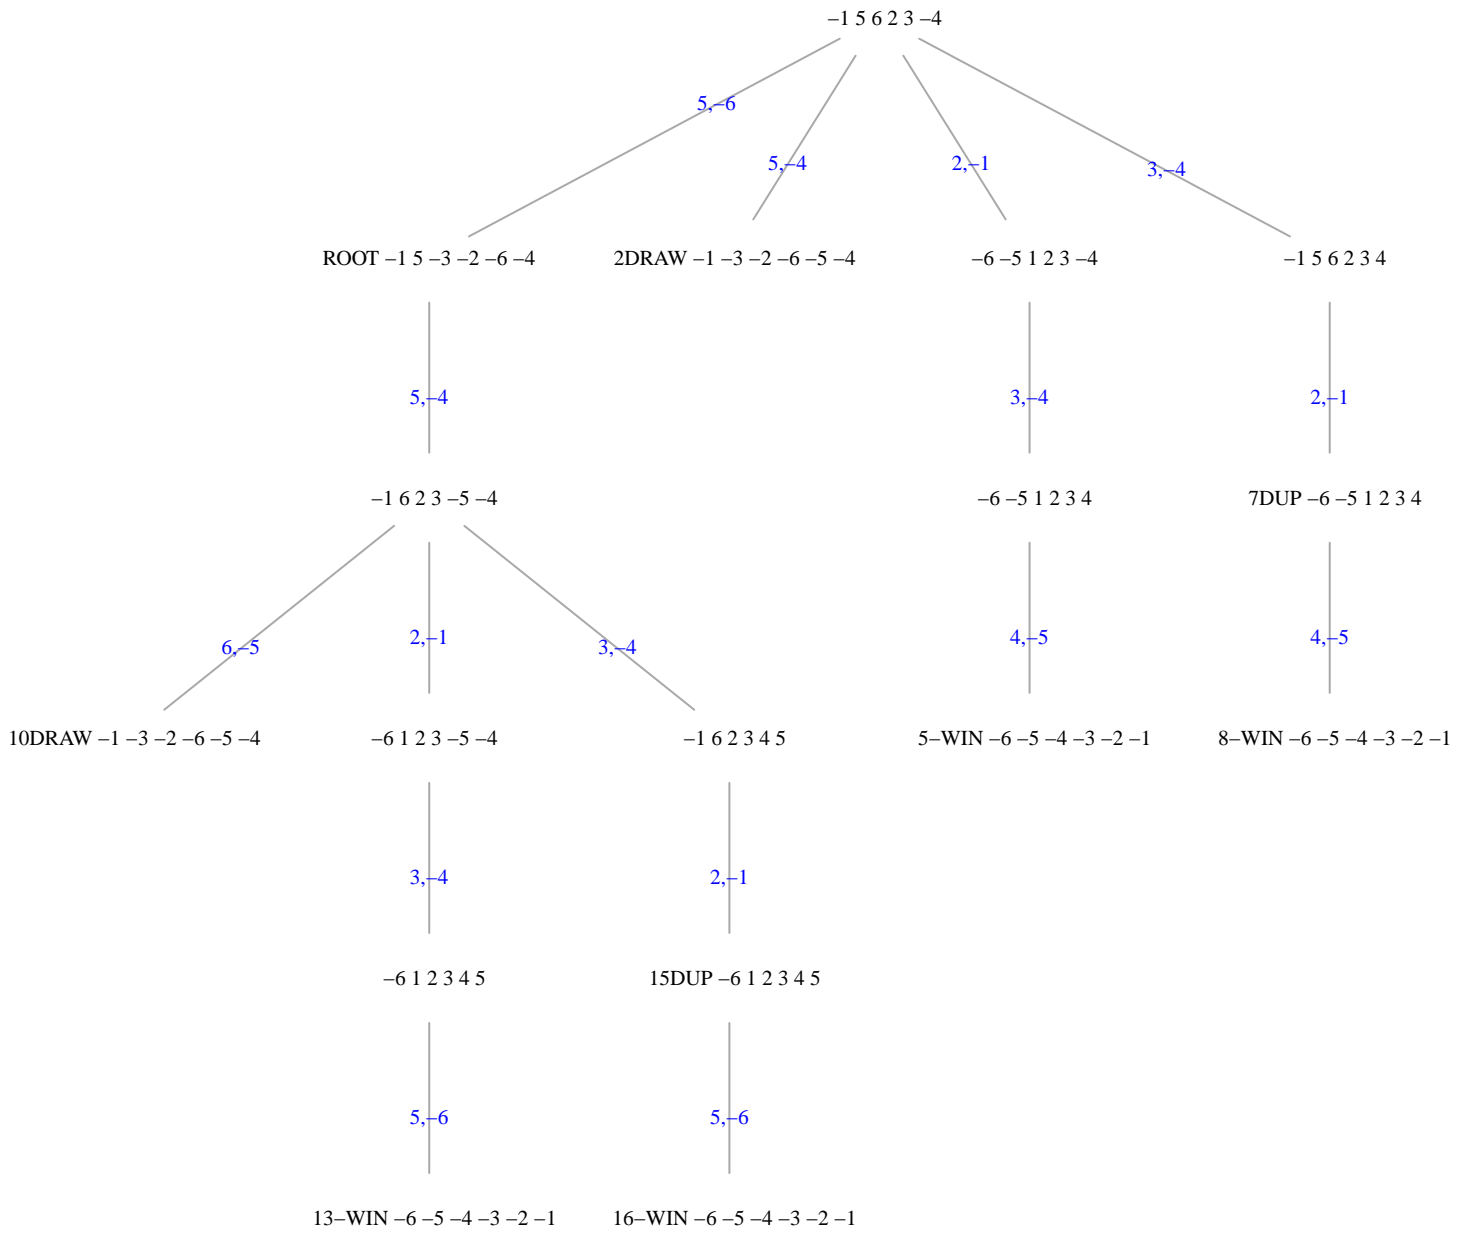 –1 5 6 2 3 –4
5,–6
5,–4
2,–1
3,–4
ROOT –1 5 –3 –2 –6 –4
2DRAW –1 –3 –2 –6 –5 –4
–6 –5 1 2 3 –4
–1 5 6 2 3 4
5,–4
3,–4
2,–1
–1 6 2 3 –5 –4
–6 –5 1 2 3 4
7DUP –6 –5 1 2 3 4
6,–5
2,–1
3,–4
4,–5
4,–5
10DRAW –1 –3 –2 –6 –5 –4
–6 1 2 3 –5 –4
–1 6 2 3 4 5
5–WIN –6 –5 –4 –3 –2 –1
8–WIN –6 –5 –4 –3 –2 –1
3,–4
2,–1
–6 1 2 3 4 5
15DUP –6 1 2 3 4 5
5,–6
5,–6
13–WIN –6 –5 –4 –3 –2 –1
16–WIN –6 –5 –4 –3 –2 –1